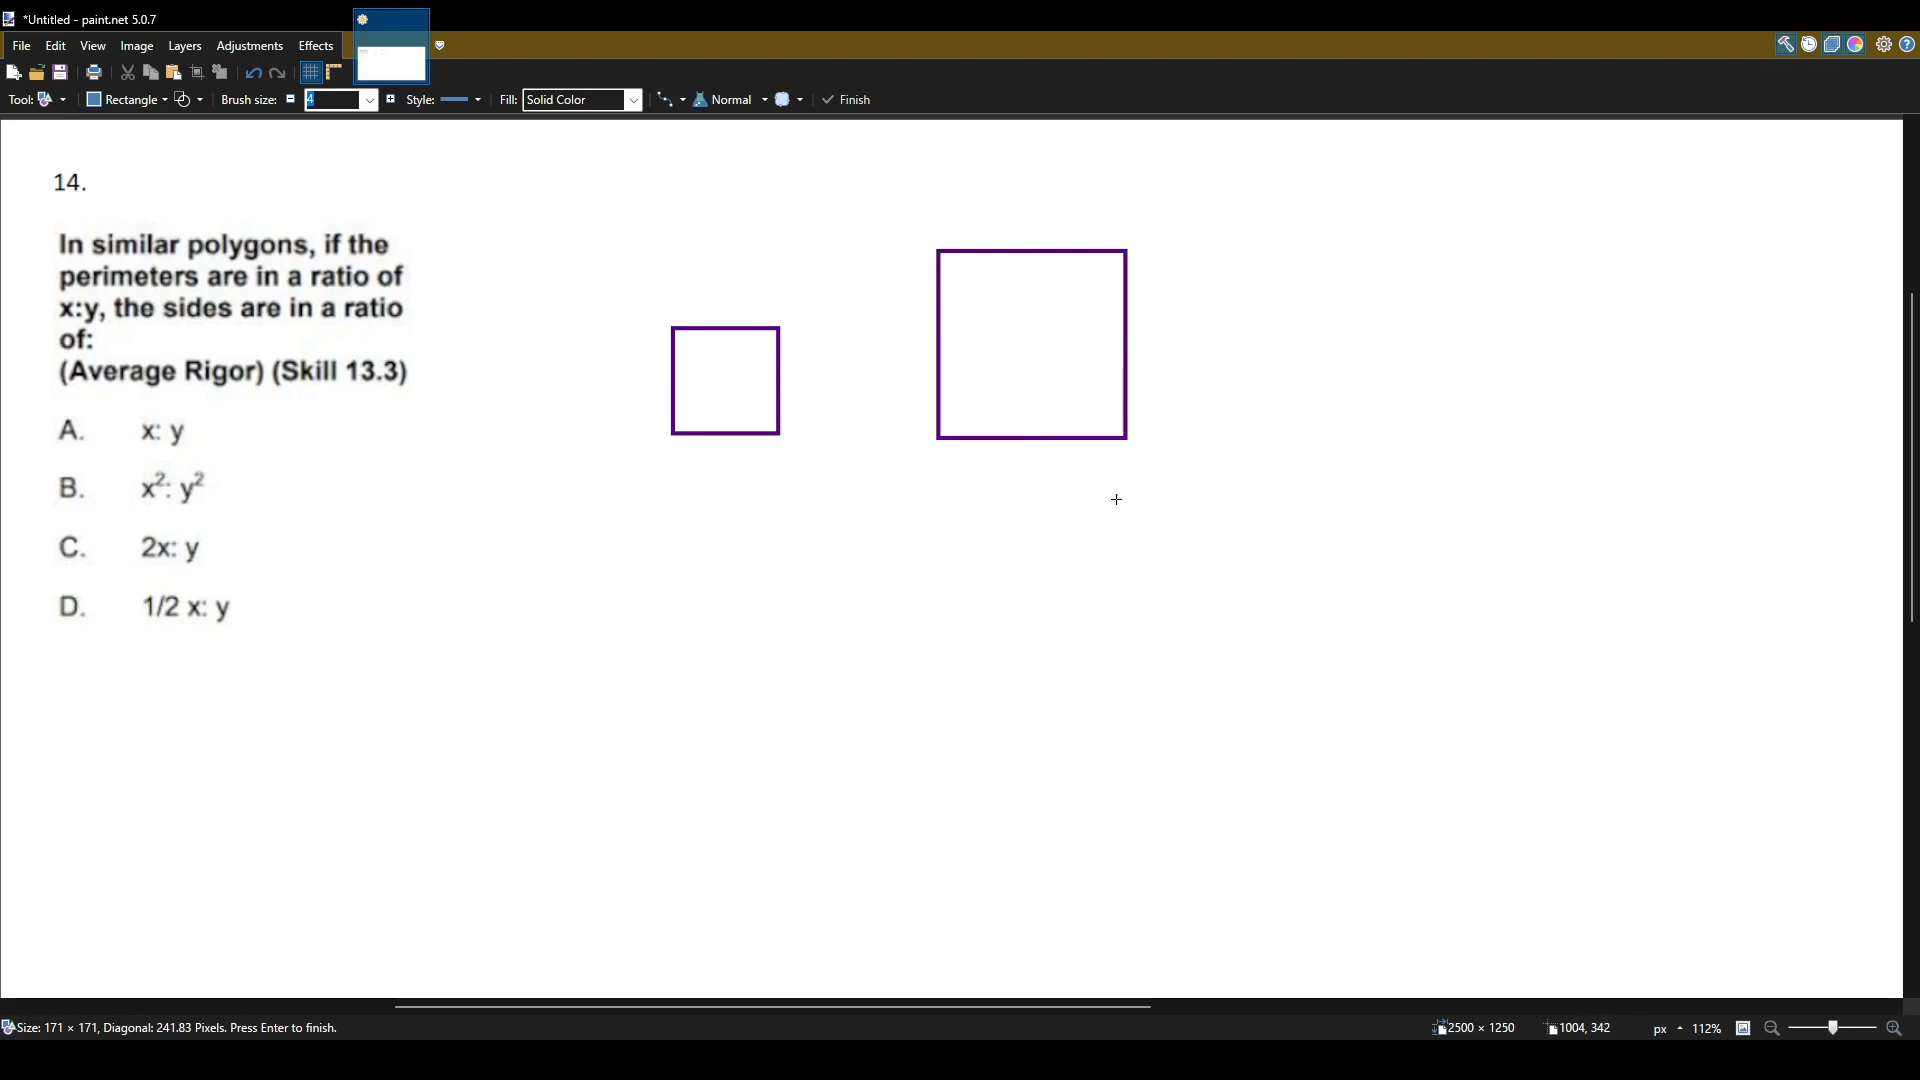 *Untitled - paint.net 5.0.7
File Edit View Image Layers Adjustments Effects
Tool: Rectangle Brush size: 4 Style: Fill: Solid Color Normal Finish
14.
In similar polygons, if the
perimeters are in a ratio of
x:y, the sides are in a ratio
of:
(Average Rigor) (Skill 13.3)
A. x: y
B. x²: y²
C. 2x: y
D. 1/2 x: y
Size: 171 × 171, Diagonal: 241.83 Pixels. Press Enter to finish. 2500 × 1250 1004, 342 px 112%